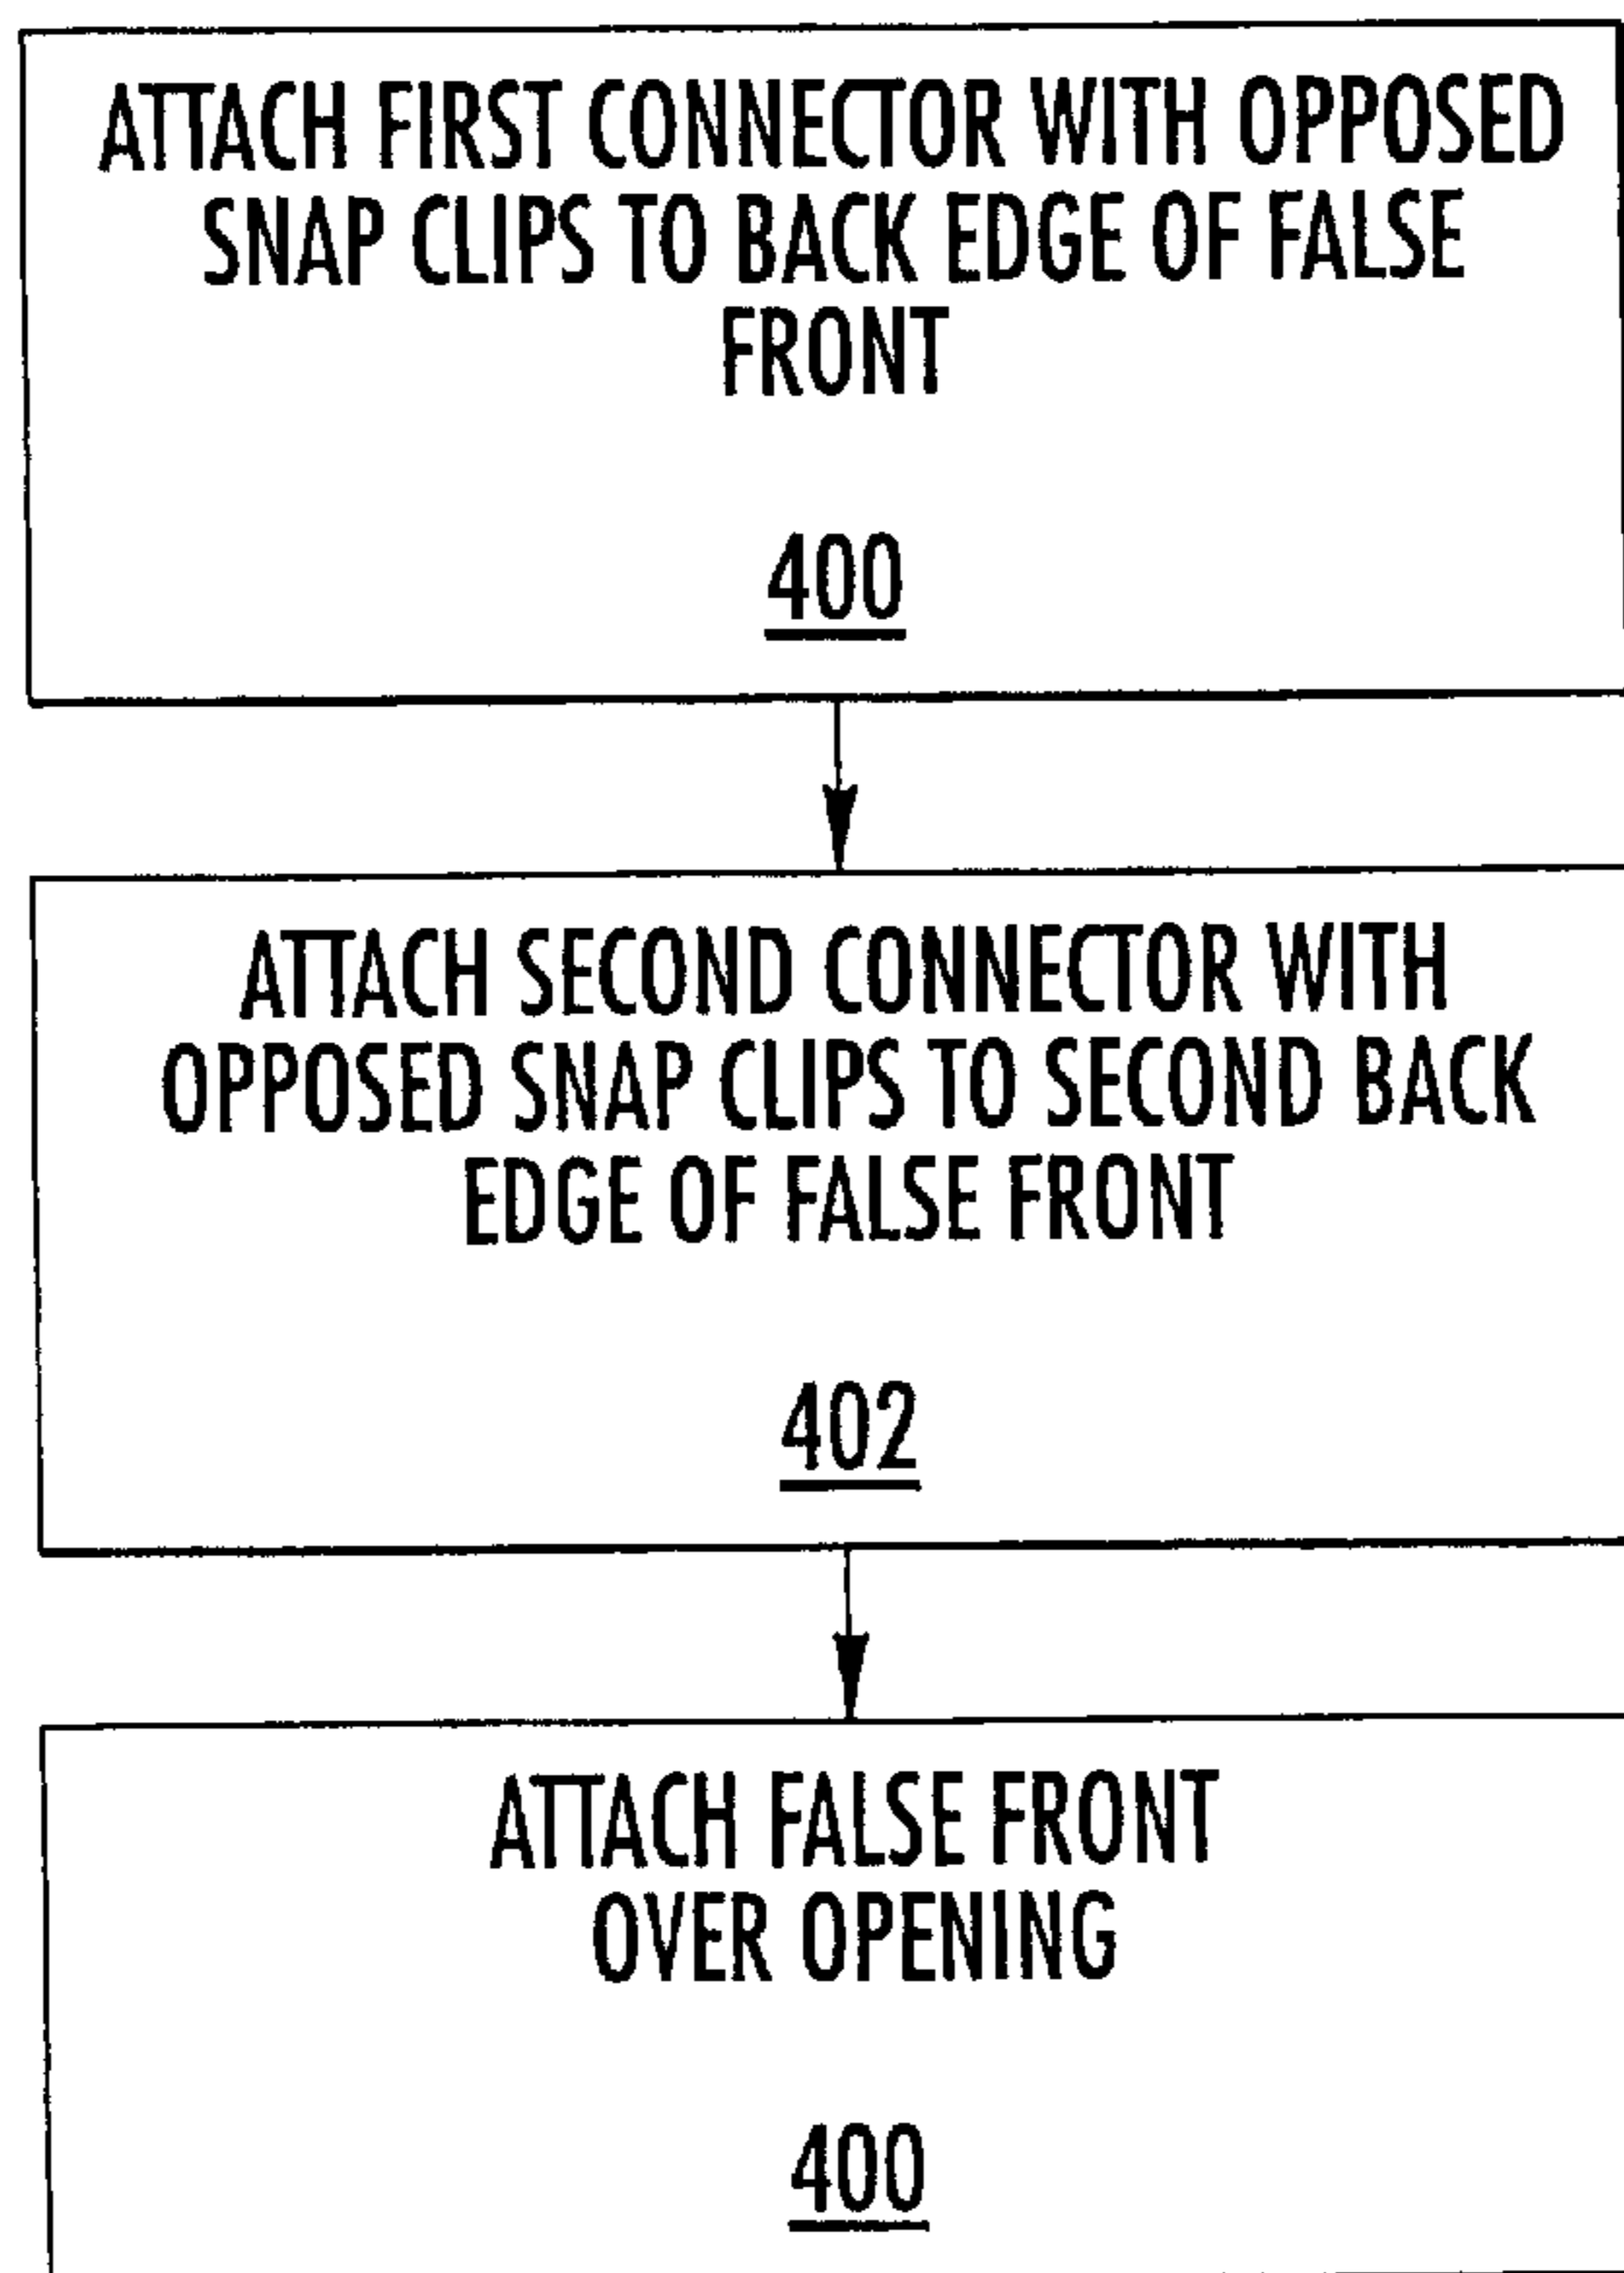 ATTACH FIRST CONNECTOR WITH OPPOSED
SNAP CLIPS TO BACK EDGE OF FALSE
FRONT
400
ATTACH SECOND CONNECTOR WITH
OPPOSED SNAP CLIPS TO SECOND BACK
EDGE OF FALSE FRONT
402
ATTACH FALSE FRONT
OVER OPENING
400